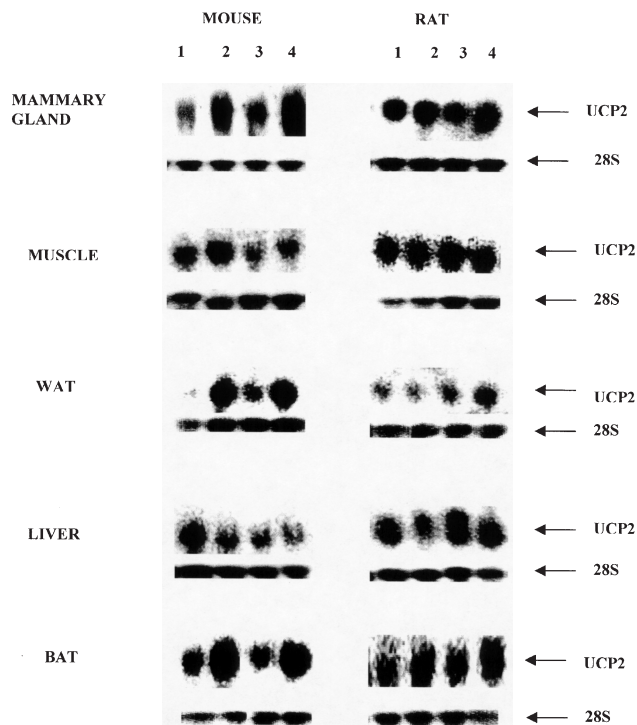 MOUSE RAT
1 2 3 4 1 2 3 4
MAMMARY
GLAND
UCP2
28S
MUSCLE
UCP2
28S
WAT
UCP2
28S
LIVER
UCP2
28S
BAT
UCP2
28S